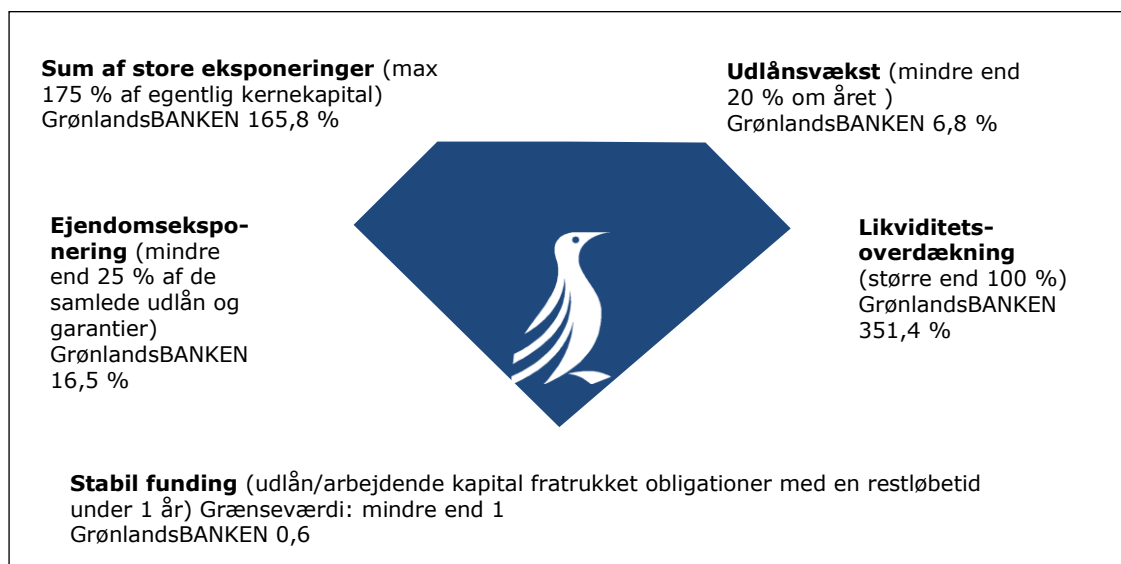 Sum af store eksponeringer (max
175 % af egentlig kernekapital)
GrønlandsBANKEN 165,8 %
Udlånsvækst (mindre end
20 % om året )
GrønlandsBANKEN 6,8 %
Ejendomsekspo-
nering (mindre
end 25 % af de
samlede udlån og
garantier)
GrønlandsBANKEN
16,5 %
Likviditets-
overdækning
(større end 100 %)
GrønlandsBANKEN
351,4 %
Stabil funding (udlån/arbejdende kapital fratrukket obligationer med en restløbetid
under 1 år) Grænseværdi: mindre end 1
GrønlandsBANKEN 0,6